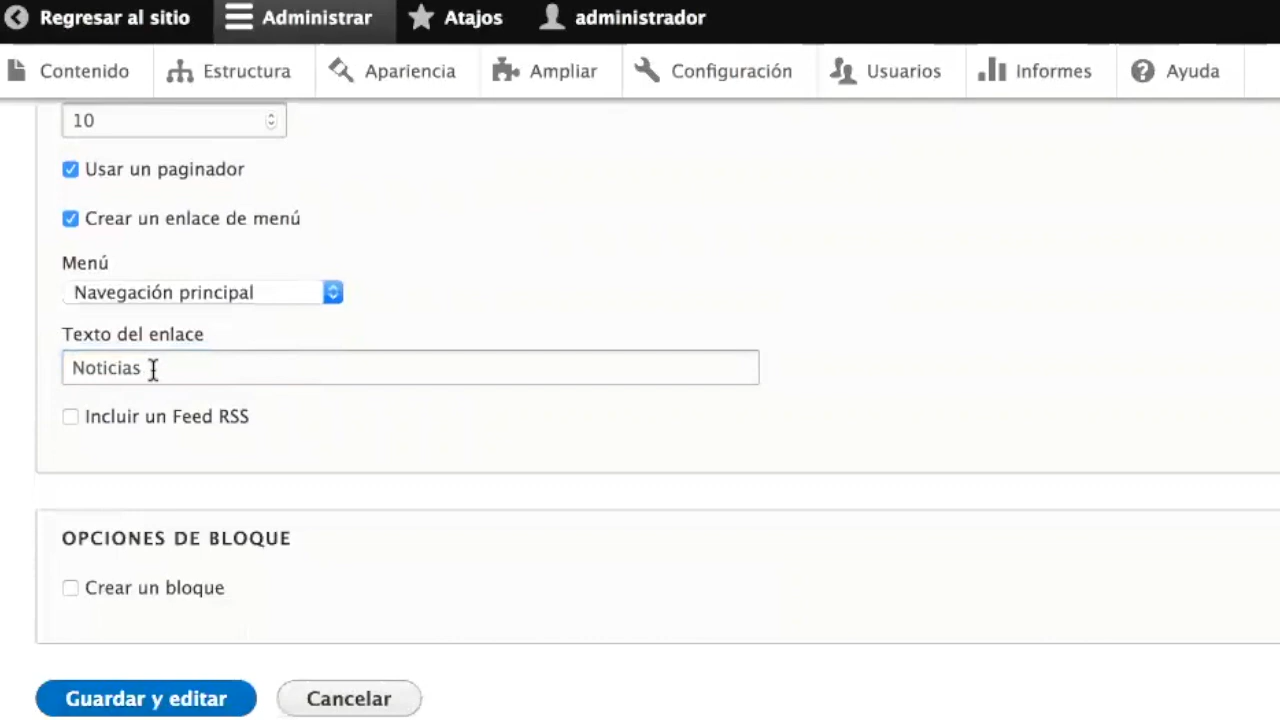 Regresar al sitio Administrar Atajos administrador
Contenido Estructura Apariencia Ampliar Configuración Usuarios Informes Ayuda
10
Usar un paginador
Crear un enlace de menú
Menú
Navegación principal
Texto del enlace
Noticias
Incluir un Feed RSS
OPCIONES DE BLOQUE
Crear un bloque
Guardar y editar Cancelar